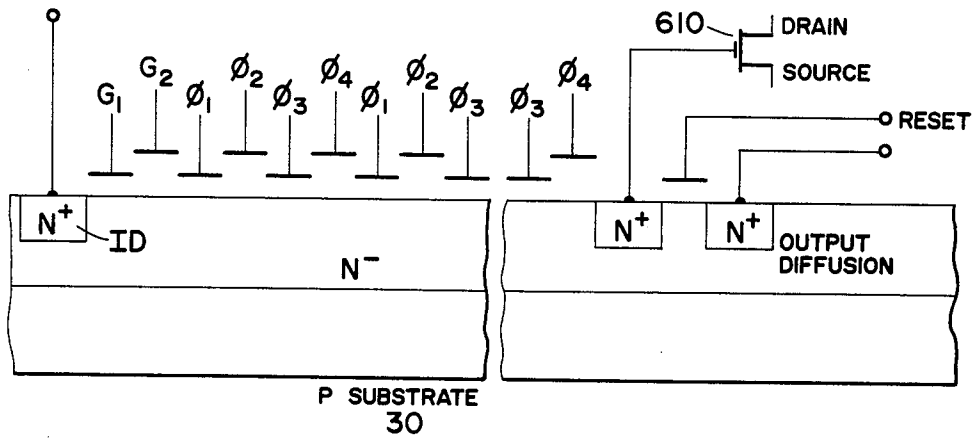 610
DRAIN
SOURCE
G1 G2 Ø1 Ø2 Ø3 Ø4 Ø1 Ø2 Ø3 Ø3 Ø4
RESET
N+ ID
N-
N+ N+
OUTPUT
DIFFUSION
P SUBSTRATE
30